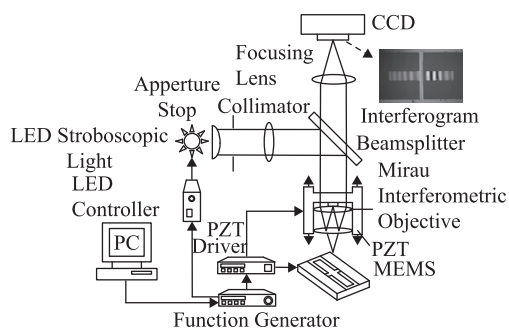 CCD
Focusing
Lens
Interferogram
Apperture
Stop
Collimator
Beamsplitter
LED Stroboscopic
Light
LED
Controller
Mirau
Interferometric
Objective
PZT
MEMS
PZT
Driver
PC
Function Generator